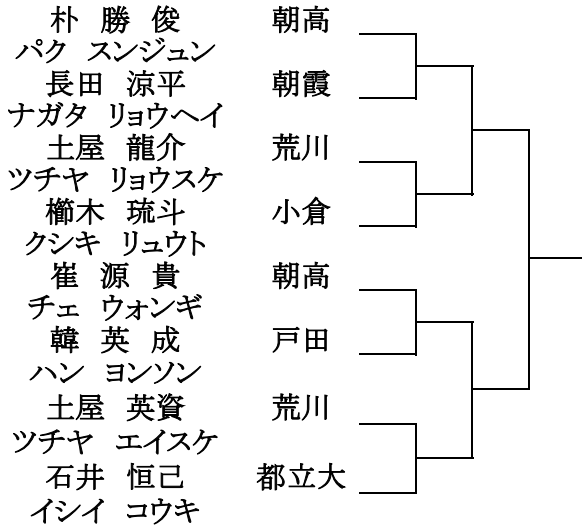 朴 勝 俊 朝高
パク スンジュン
長田 涼平 朝霞
ナガタ リョウヘイ
土屋 龍介 荒川
ツチヤ リョウスケ
櫛木 琉斗 小倉
クシキ リュウト
崔 源 貴 朝高
チェ ウォンギ
韓 英 成 戸田
ハン ヨンソン
土屋 英資 荒川
ツチヤ エイスケ
石井 恒己 都立大
イシイ コウキ